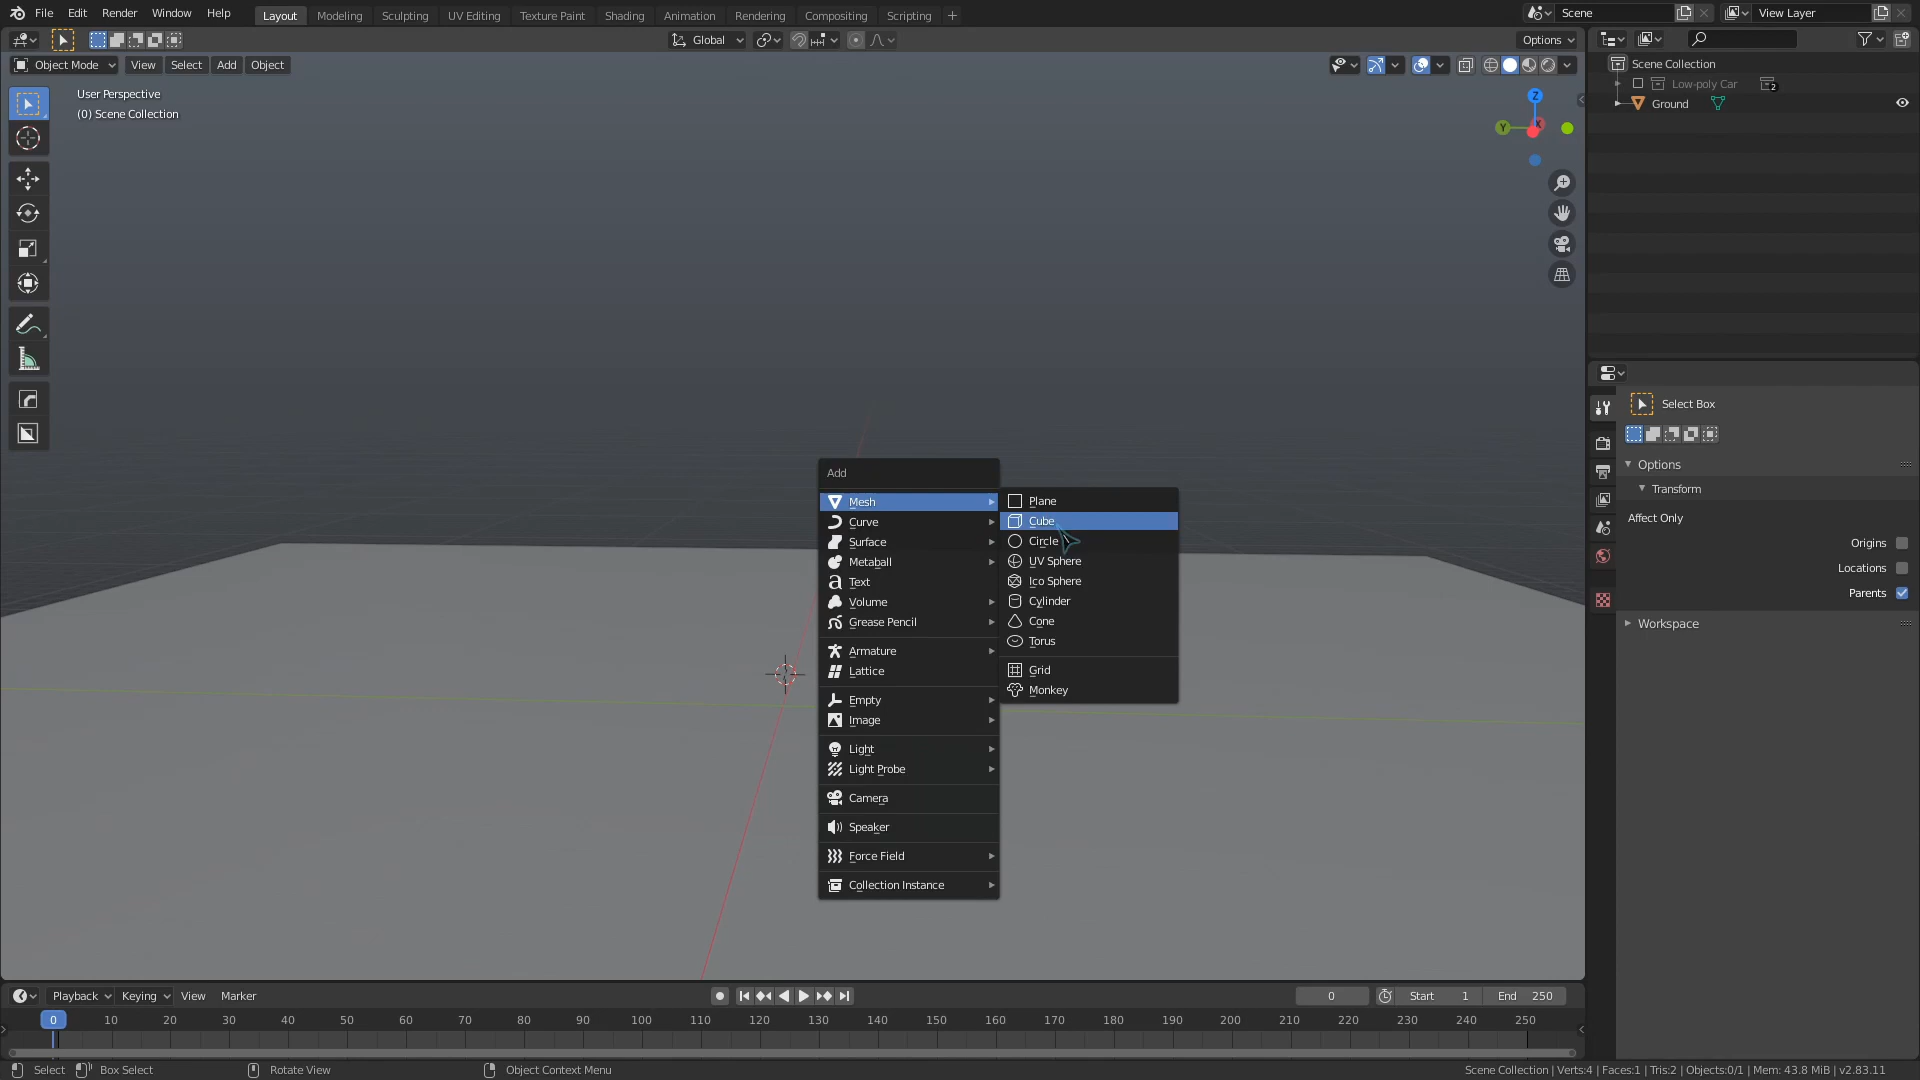 File Edit Render Window Help Layout Modeling Sculpting UV Editing Texture Paint Shading Animation Rendering Compositing Scripting + Scene View Layer
Global Options
Object Mode View Select Add Object
User Perspective
(0) Scene Collection
Z
Y X
Scene Collection
Low-poly Car 2
Ground
Select Box
Options
Transform
Affect Only
Origins
Locations
Parents
Workspace
Add
Mesh
Curve
Surface
Metaball
Text
Volume
Grease Pencil
Armature
Lattice
Empty
Image
Light
Light Probe
Camera
Speaker
Force Field
Collection Instance
Plane
Cube
Circle
UV Sphere
Ico Sphere
Cylinder
Cone
Torus
Grid
Monkey
Playback Keying View Marker 0 Start 1 End 250
0 10 20 30 40 50 60 70 80 90 100 110 120 130 140 150 160 170 180 190 200 210 220 230 240 250
Select Box Select Rotate View Object Context Menu Scene Collection | Verts:4 | Faces:1 | Tris:2 | Objects:0/1 | Mem: 43.8 MiB | v2.83.11